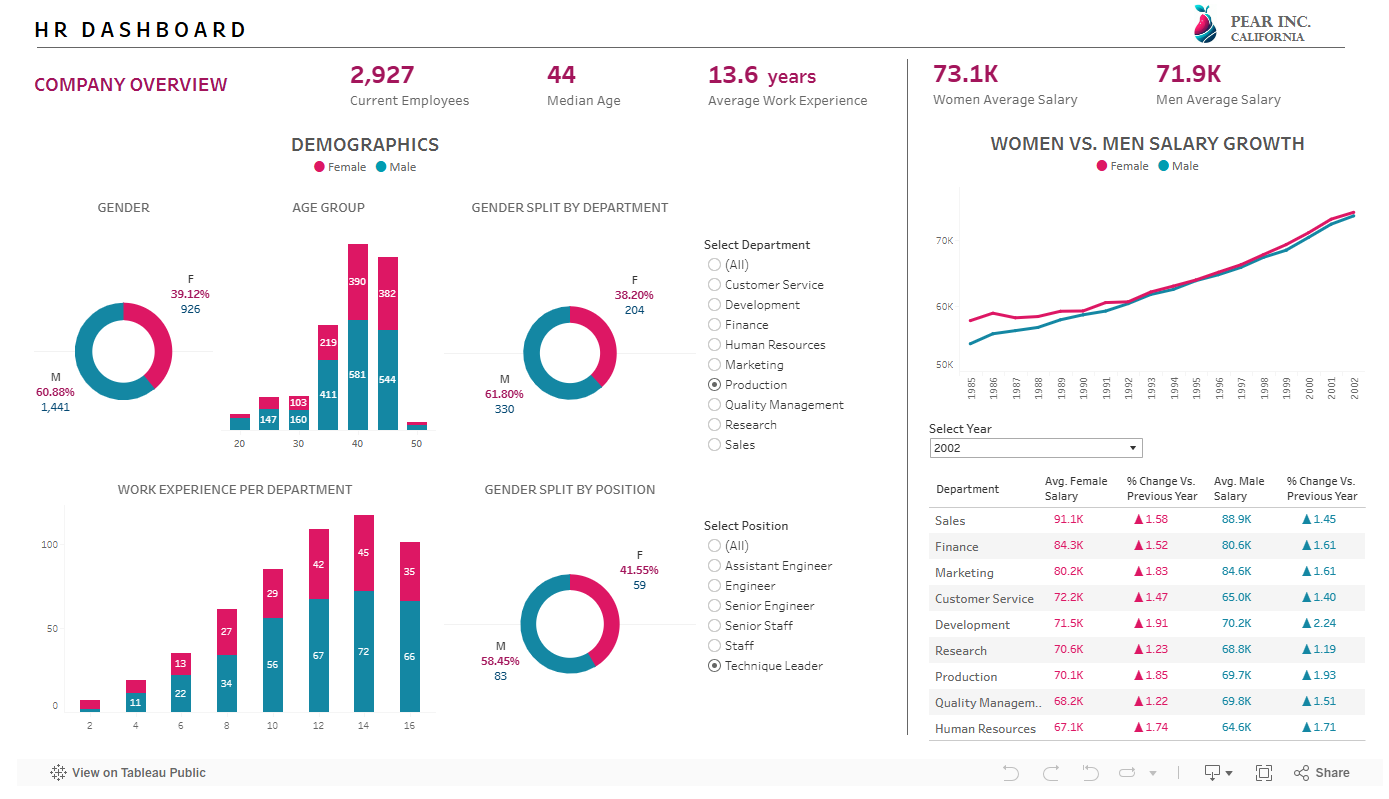 HR DASHBOARD
PEAR INC.
CALIFORNIA
COMPANY OVERVIEW
2,927
Current Employees
44
Median Age
13.6 years
Average Work Experience
73.1K
Women Average Salary
71.9K
Men Average Salary
DEMOGRAPHICS
Female Male
GENDER
F
39.12%
926
M
60.88%
1,441
AGE GROUP
390
382
219
581
544
411
103
147
160
20 30 40 50
GENDER SPLIT BY DEPARTMENT
F
38.20%
204
M
61.80%
330
Select Department
(All)
Customer Service
Development
Finance
Human Resources
Marketing
Production
Quality Management
Research
Sales
WORK EXPERIENCE PER DEPARTMENT
100
50
0
45
42
35
29
27
13
72
67
66
56
34
22
11
2 4 6 8 10 12 14 16
GENDER SPLIT BY POSITION
F
41.55%
59
M
58.45%
83
Select Position
(All)
Assistant Engineer
Engineer
Senior Engineer
Senior Staff
Staff
Technique Leader
WOMEN VS. MEN SALARY GROWTH
Female Male
70K
60K
50K
1985 1986 1987 1988 1989 1990 1991 1992 1993 1994 1995 1996 1997 1998 1999 2000 2001 2002
Select Year
2002
Department
Avg. Female
Salary
% Change Vs.
Previous Year
Avg. Male
Salary
% Change Vs.
Previous Year
Sales 91.1K ▲1.58 88.9K ▲1.45
Finance 84.3K ▲1.52 80.6K ▲1.61
Marketing 80.2K ▲1.83 84.6K ▲1.61
Customer Service 72.2K ▲1.47 65.0K ▲1.40
Development 71.5K ▲1.91 70.2K ▲2.24
Research 70.6K ▲1.23 68.8K ▲1.19
Production 70.1K ▲1.85 69.7K ▲1.93
Quality Managem.. 68.2K ▲1.22 69.8K ▲1.51
Human Resources 67.1K ▲1.74 64.6K ▲1.71
View on Tableau Public
Share